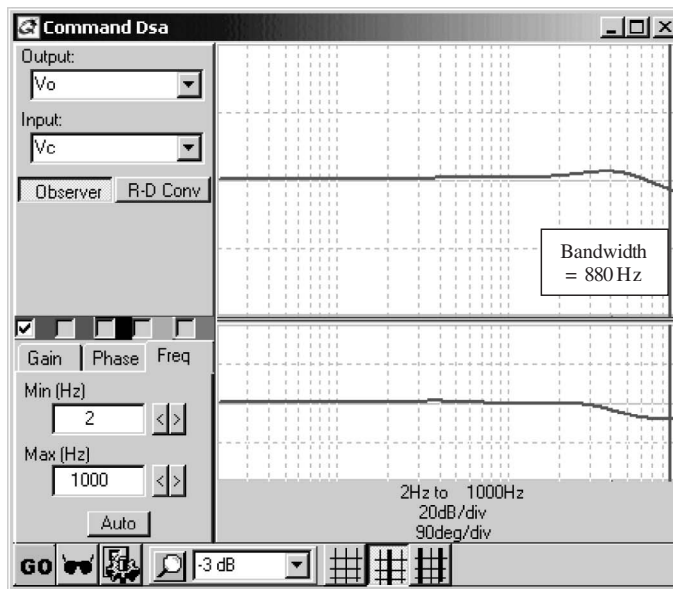 Command Dsa
Output:
Vo
Input:
Vc
Observer
R-D Conv
Bandwidth
= 880 Hz
Gain
Phase
Freq
Min (Hz)
2
< >
Max (Hz)
1000
< >
Auto
2Hz to 1000Hz
20dB/div
90deg/div
GO
-3 dB